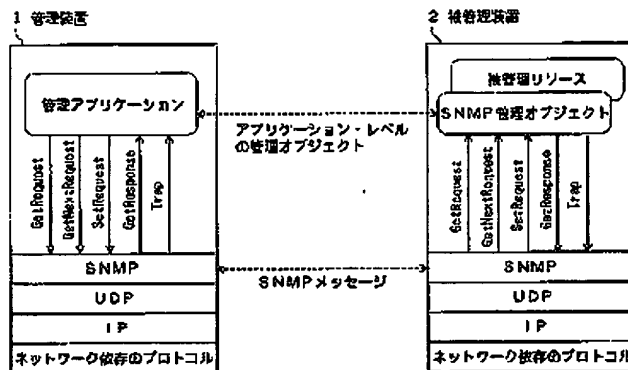 1 管理装置
管理アプリケーション
GetRequest
GetNextRequest
SetRequest
GetResponse
Trap
SNMP
UDP
IP
ネットワーク依存のプロトコル
アプリケーション・レベル
の管理オブジェクト
SNMPメッセージ
2 被管理装置
被管理リソース
SNMP管理オブジェクト
GetRequest
GetNextRequest
SetRequest
GetResponse
Trap
SNMP
UDP
IP
ネットワーク依存のプロトコル